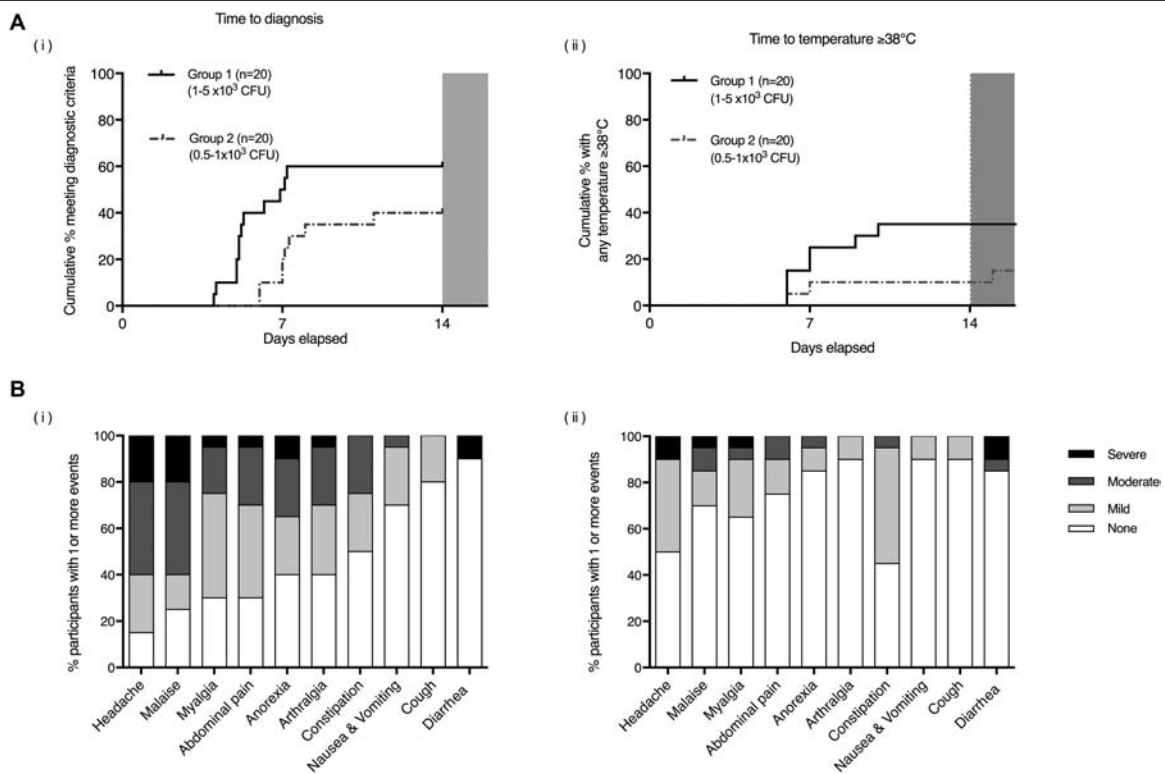 A
Time to diagnosis
( i )
Cumulative % meeting diagnostic criteria
100
80
60
40
20
0
Group 1 (n=20)
(1-5 x10³ CFU)
Group 2 (n=20)
(0.5-1x10³ CFU)
0
7
14
Days elapsed
Time to temperature ≥38°C
( ii )
Cumulative % with
any temperature ≥38°C
100
80
60
40
20
0
Group 1 (n=20)
(1-5 x10³ CFU)
Group 2 (n=20)
(0.5-1x10³ CFU)
0
7
14
Days elapsed
B
( i )
% participants with 1 or more events
100
80
60
40
20
0
Headache
Malaise
Myalgia
Abdominal pain
Anorexia
Arthralgia
Constipation
Nausea & Vomiting
Cough
Diarrhea
( ii )
% participants with 1 or more events
100
80
60
40
20
0
Headache
Malaise
Myalgia
Abdominal pain
Anorexia
Arthralgia
Constipation
Nausea & Vomiting
Cough
Diarrhea
Severe
Moderate
Mild
None